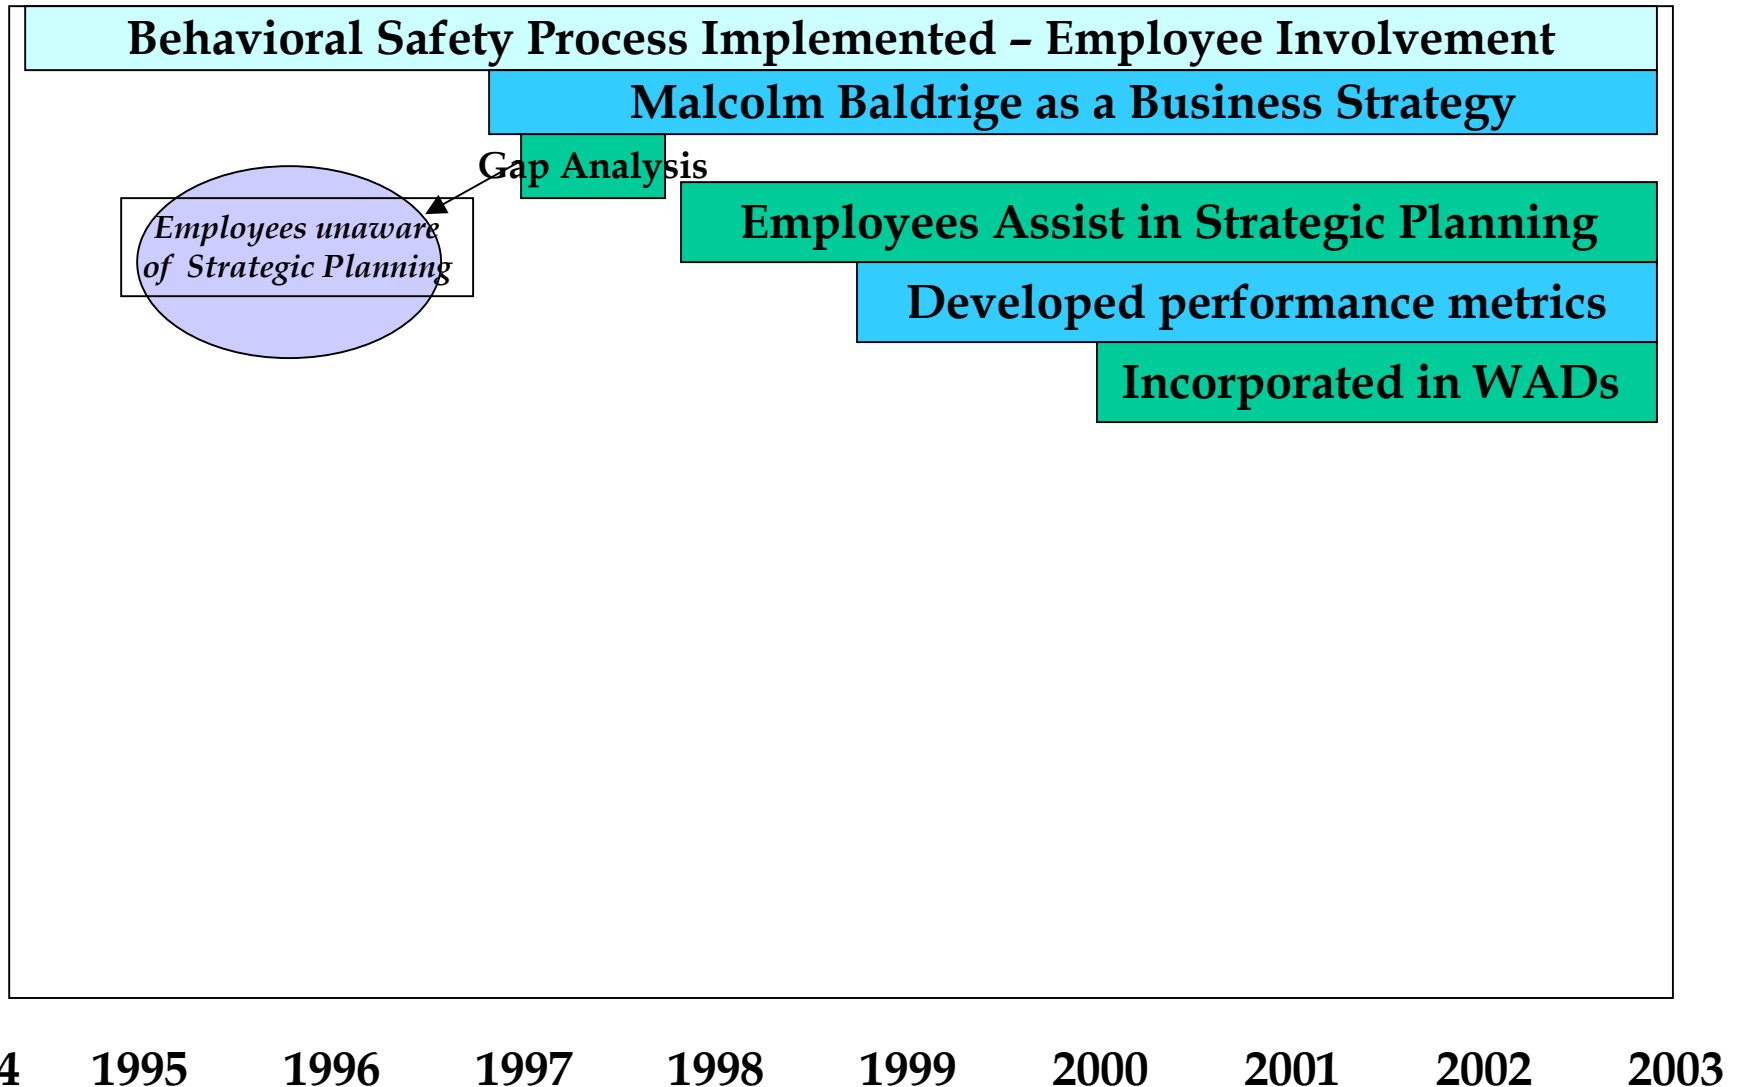 Behavioral Safety Process Implemented – Employee Involvement
Malcolm Baldrige as a Business Strategy
Gap Analysis
Employees unaware
of Strategic Planning
Employees Assist in Strategic Planning
Developed performance metrics
Incorporated in WADs
4 1995 1996 1997 1998 1999 2000 2001 2002 2003